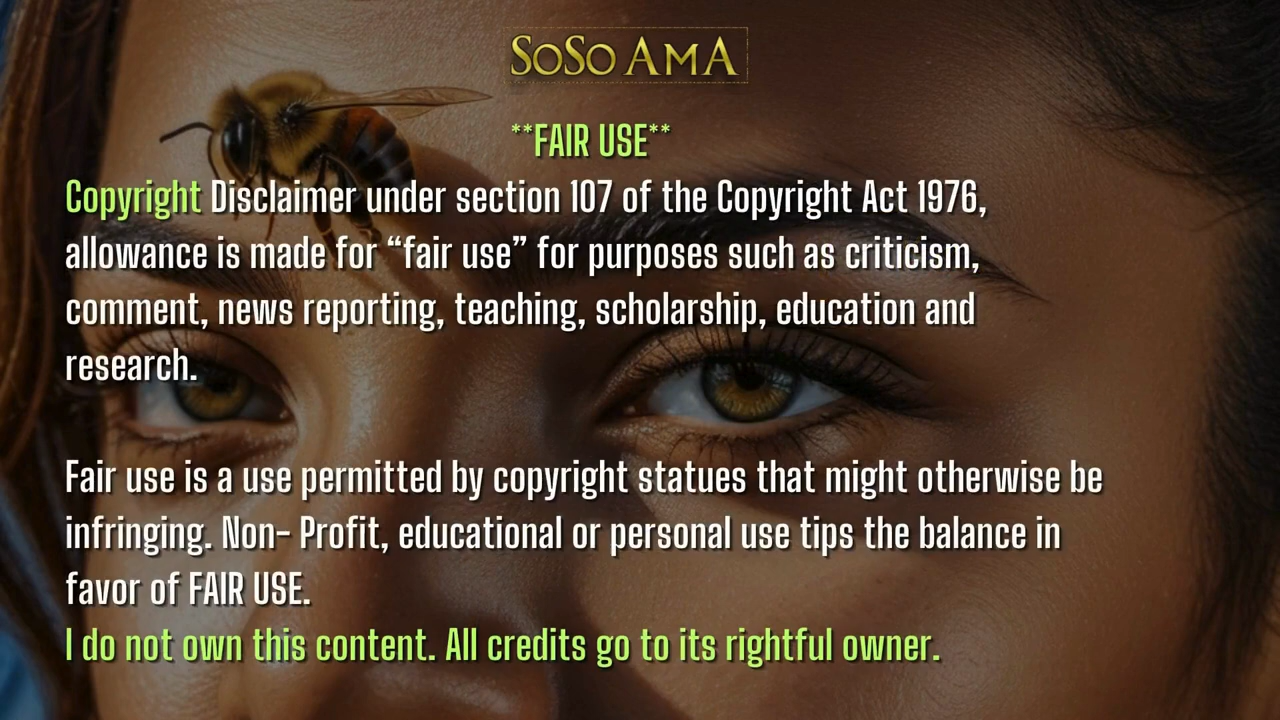 SoSo AmA
**FAIR USE**
Copyright Disclaimer under section 107 of the Copyright Act 1976,
allowance is made for “fair use” for purposes such as criticism,
comment, news reporting, teaching, scholarship, education and
research.
Fair use is a use permitted by copyright statues that might otherwise be
infringing. Non- Profit, educational or personal use tips the balance in
favor of FAIR USE.
I do not own this content. All credits go to its rightful owner.